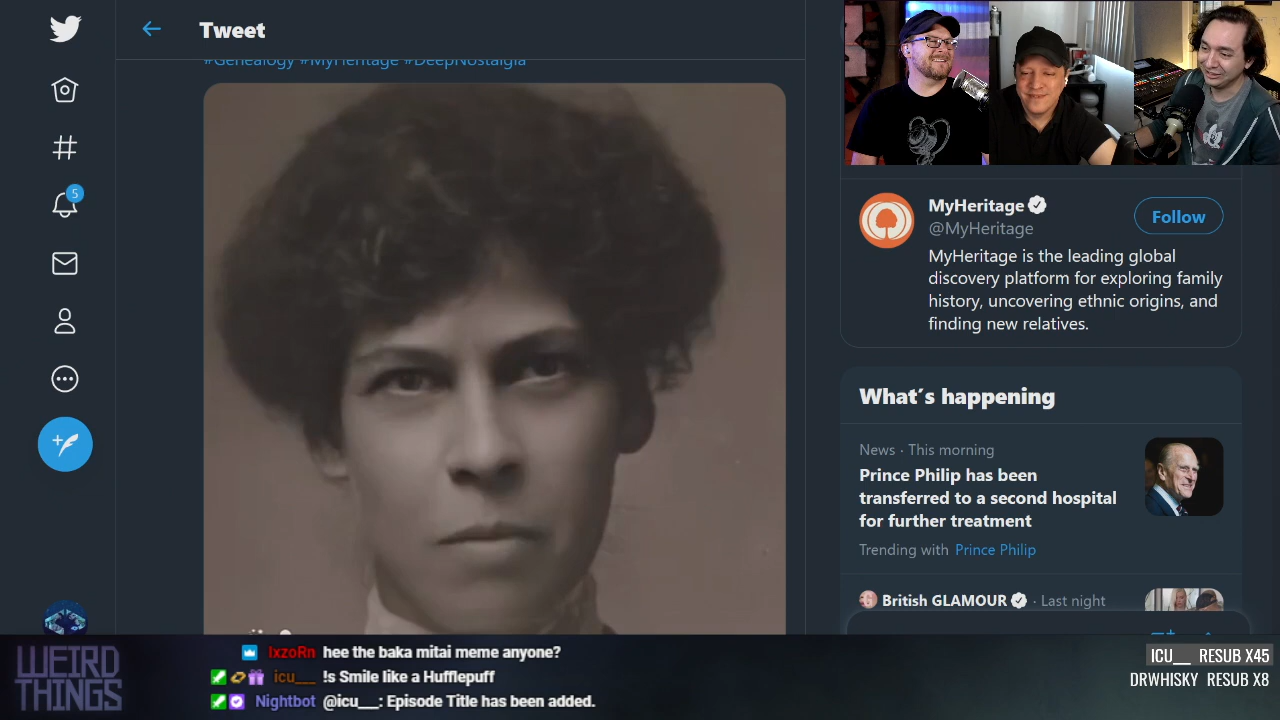 Tweet
#Genealogy #MyHeritage #DeepNostalgia
MyHeritage
@MyHeritage
Follow
MyHeritage is the leading global
discovery platform for exploring family
history, uncovering ethnic origins, and
finding new relatives.
What's happening
News · This morning
Prince Philip has been
transferred to a second hospital
for further treatment
Trending with Prince Philip
British GLAMOUR · Last night
5
WEIRD
THINGS
IxzoRn hee the baka mitai meme anyone?
icu___ !s Smile like a Hufflepuff
Nightbot @icu___: Episode Title has been added.
ICU__ RESUB X45
DRWHISKY RESUB X8